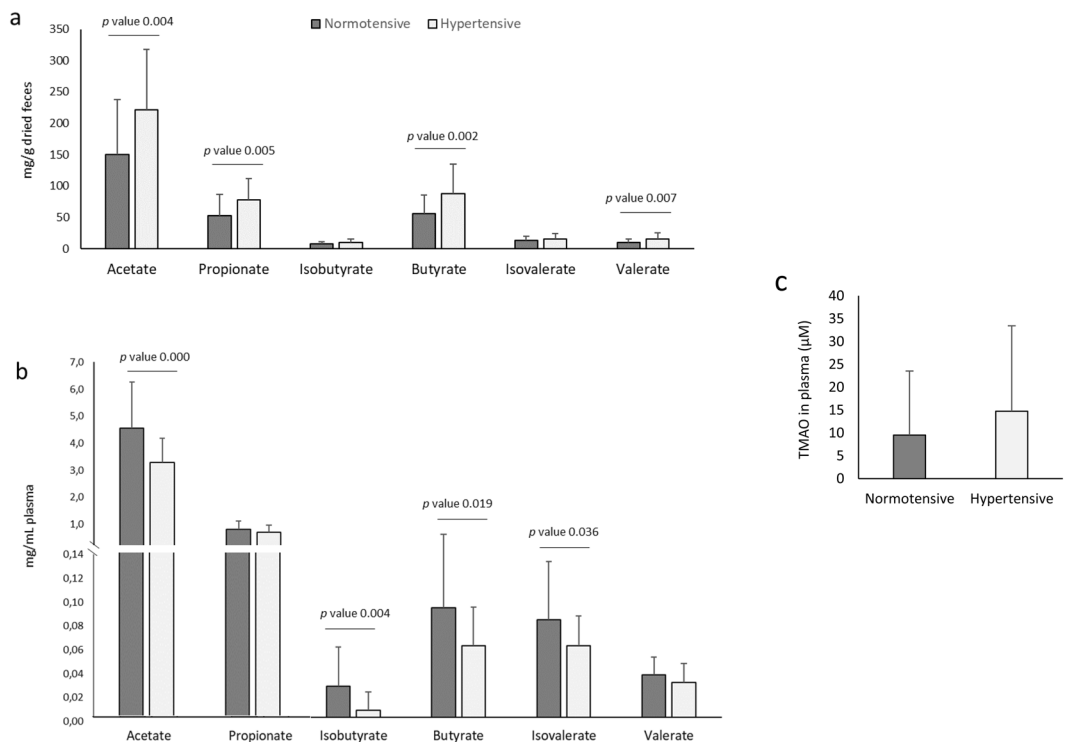 a
p value 0.004
Normotensive
Hypertensive
350
300
250
200
150
100
50
0
mg/g dried feces
p value 0.005
p value 0.002
p value 0.007
Acetate
Propionate
Isobutyrate
Butyrate
Isovalerate
Valerate
b
p value 0.000
7,0
6,0
5,0
4,0
3,0
2,0
1,0
0,14
0,12
0,10
0,08
0,06
0,04
0,02
0,00
mg/mL plasma
p value 0.004
p value 0.019
p value 0.036
Acetate
Propionate
Isobutyrate
Butyrate
Isovalerate
Valerate
c
40
35
30
25
20
15
10
5
0
TMAO in plasma (μM)
Normotensive
Hypertensive